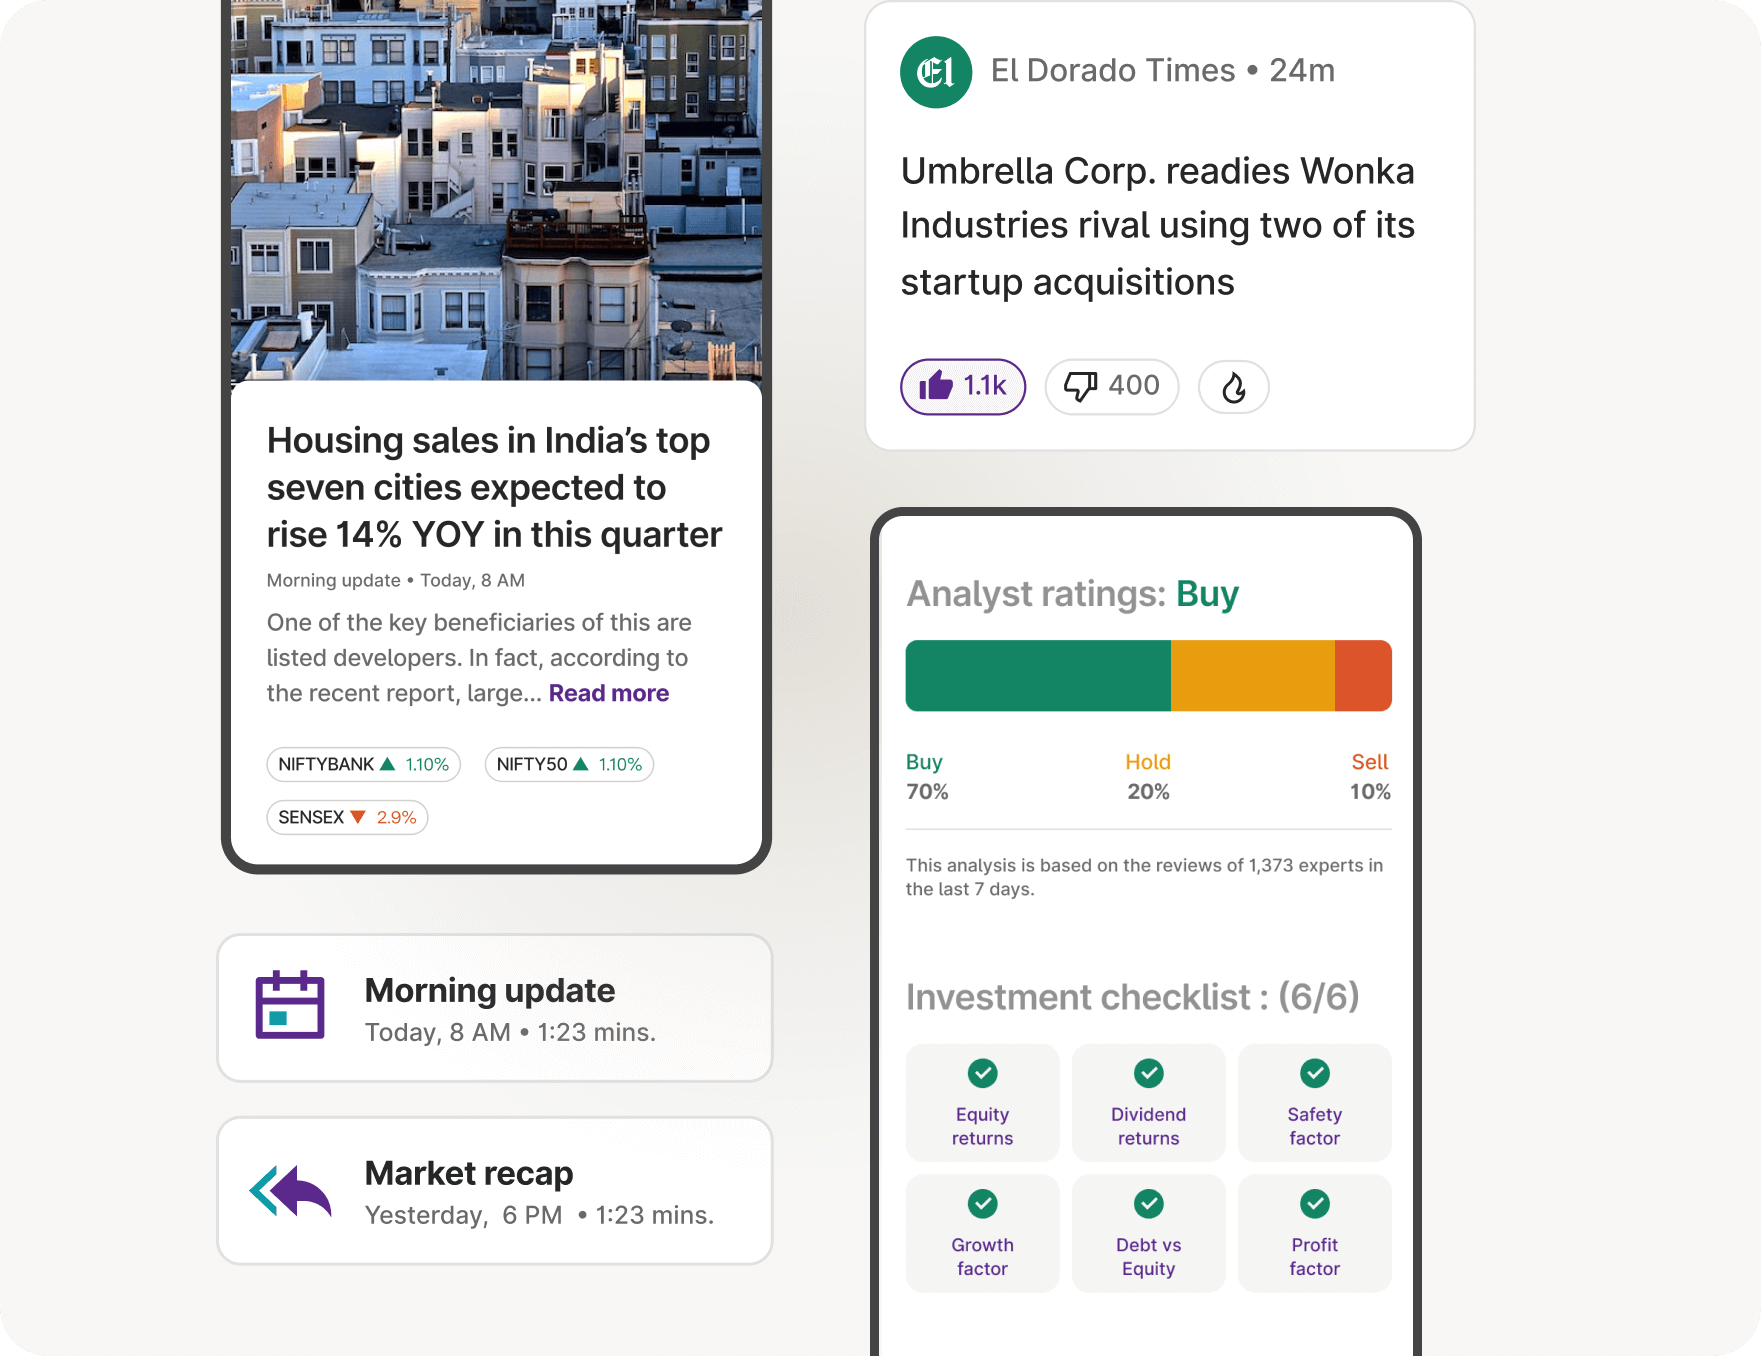 Housing sales in India’s top
seven cities expected to
rise 14% YOY in this quarter
Morning update • Today, 8 AM
One of the key beneficiaries of this are
listed developers. In fact, according to
the recent report, large... Read more
NIFTYBANK ▲ 1.10% NIFTY50 ▲ 1.10%
SENSEX ▼ 2.9%
Morning update
Today, 8 AM • 1:23 mins.
Market recap
Yesterday, 6 PM • 1:23 mins.
El
El Dorado Times • 24m
Umbrella Corp. readies Wonka
Industries rival using two of its
startup acquisitions
1.1k 400
Analyst ratings: Buy
Buy Hold Sell
70% 20% 10%
This analysis is based on the reviews of 1,373 experts in
the last 7 days.
Investment checklist : (6/6)
Equity returns
Dividend returns
Safety factor
Growth factor
Debt vs Equity
Profit factor